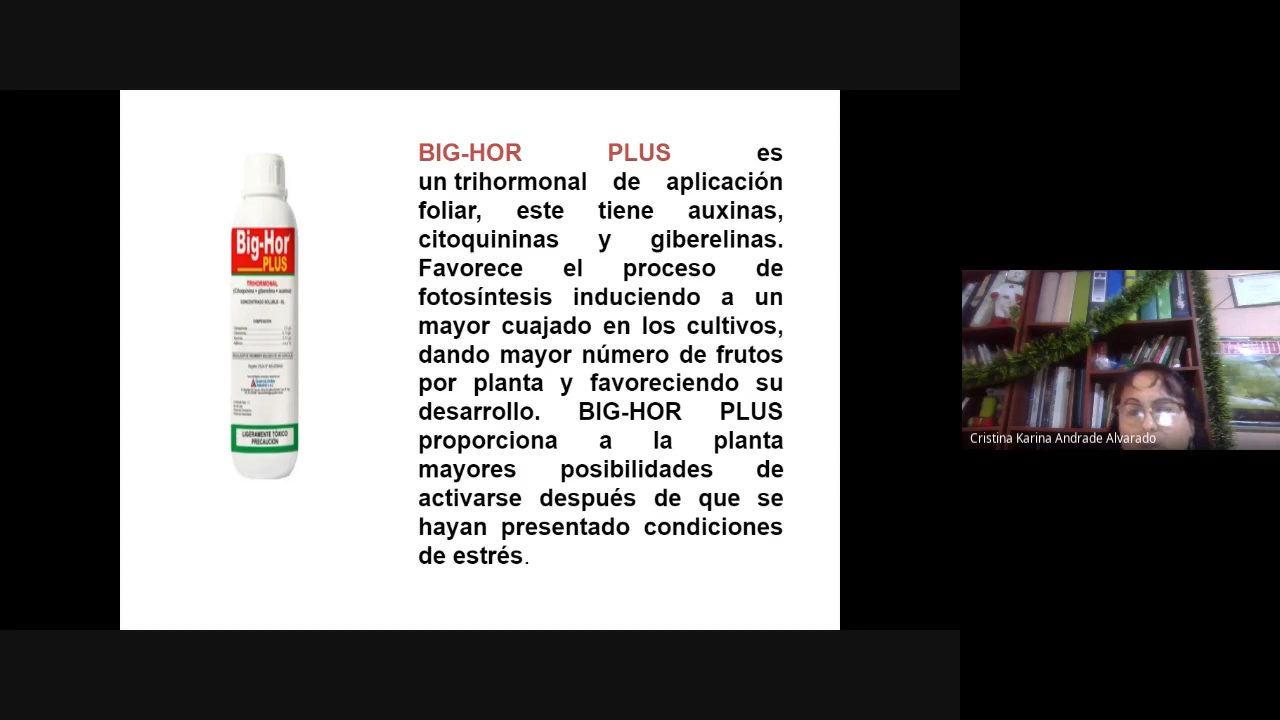 BIG-HOR PLUS es
un trihormonal de aplicación
foliar, este tiene auxinas,
citoquininas y giberelinas.
Favorece el proceso de
fotosíntesis induciendo a un
mayor cuajado en los cultivos,
dando mayor número de frutos
por planta y favoreciendo su
desarrollo. BIG-HOR PLUS
proporciona a la planta
mayores posibilidades de
activarse después de que se
hayan presentado condiciones
de estrés.
Big-Hor
PLUS
TRIHORMONAL
CONCENTRADO SOLUBLE - SL
LIGERAMENTE TÓXICO
PRECAUCIÓN
Cristina Karina Andrade Alvarado